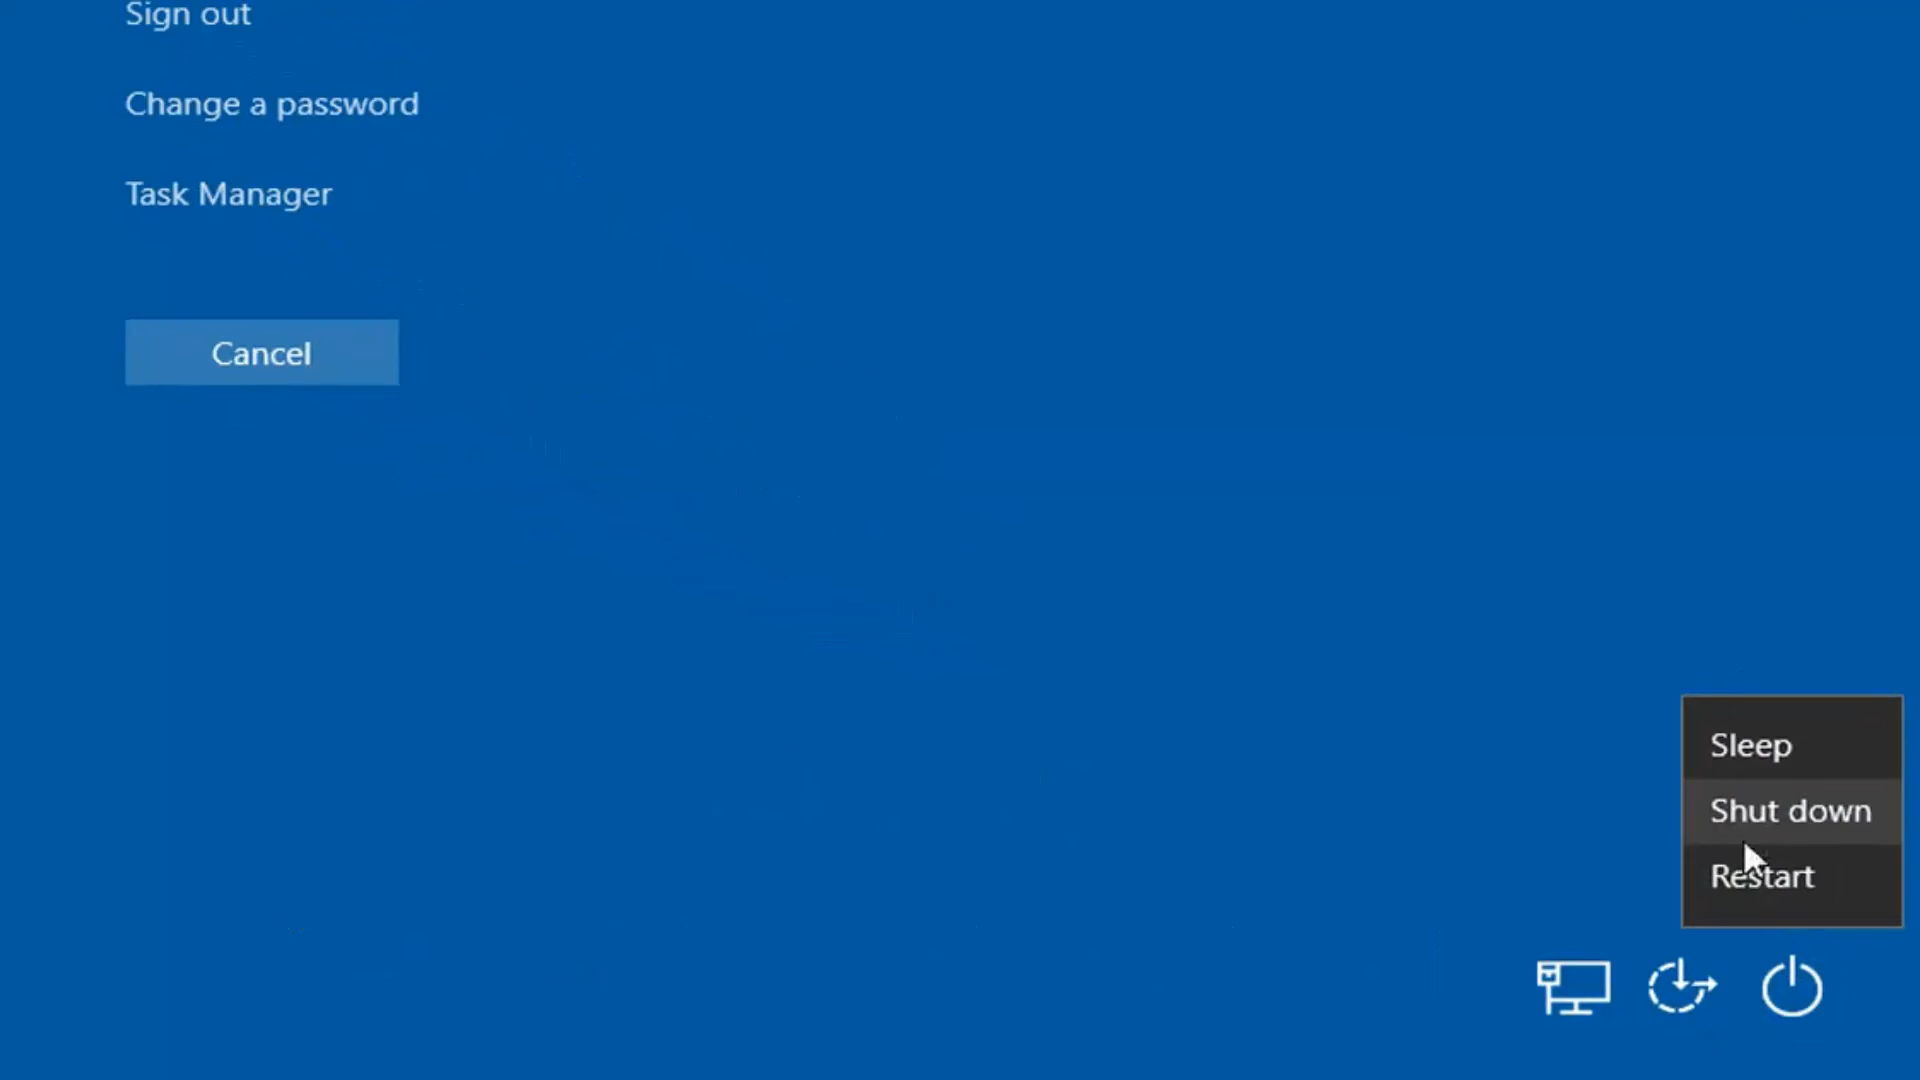 Sign out
Change a password
Task Manager
Cancel
Sleep
Shut down
Restart